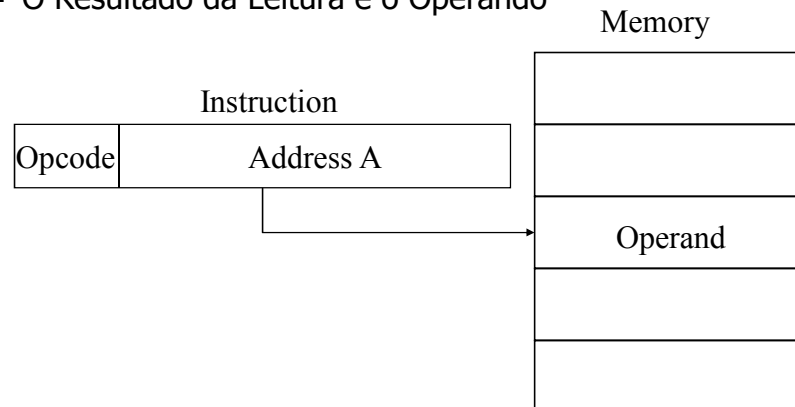 - O Resultado da Leitura é o Operando
Memory
Instruction
Opcode
Address A
Operand